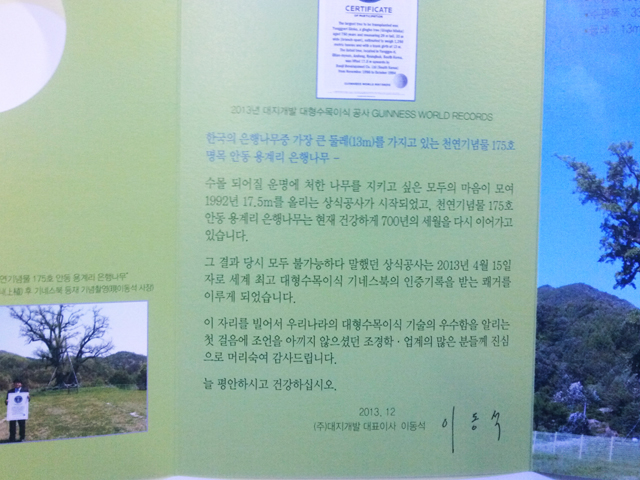 CERTIFICATE
2013년 대지개발 대형수목이식 공사 GUINNESS WORLD RECORDS
한국의 은행나무중 가장 큰 둘레(13m)를 가지고 있는 천연기념물 175호
명목 안동 용계리 은행나무 –
수몰 되어질 운명에 처한 나무를 지키고 싶은 모두의 마음이 모여
1992년 17.5m를 올리는 상식공사가 시작되었고, 천연기념물 175호
안동 용계리 은행나무는 현재 건강하게 700년의 세월을 다시 이어가고
있습니다.
그 결과 당시 모두 불가능하다 말했던 상식공사는 2013년 4월 15일
자로 세계 최고 대형수목이식 기네스북의 인증기록을 받는 쾌거를
이루게 되었습니다.
이 자리를 빌어서 우리나라의 대형수목이식 기술의 우수함을 알리는
첫 걸음에 조언을 아끼지 않으셨던 조경학·업계의 많은 분들께 진심
으로 머리숙여 감사드립니다.
늘 평안하시고 건강하십시오.
2013. 12
(주)대지개발 대표이사 이동석
이동석
연기념물 175호 안동 용계리 은행나무"
후 기네스북 등재 기념촬영(이동석 사장)
13m